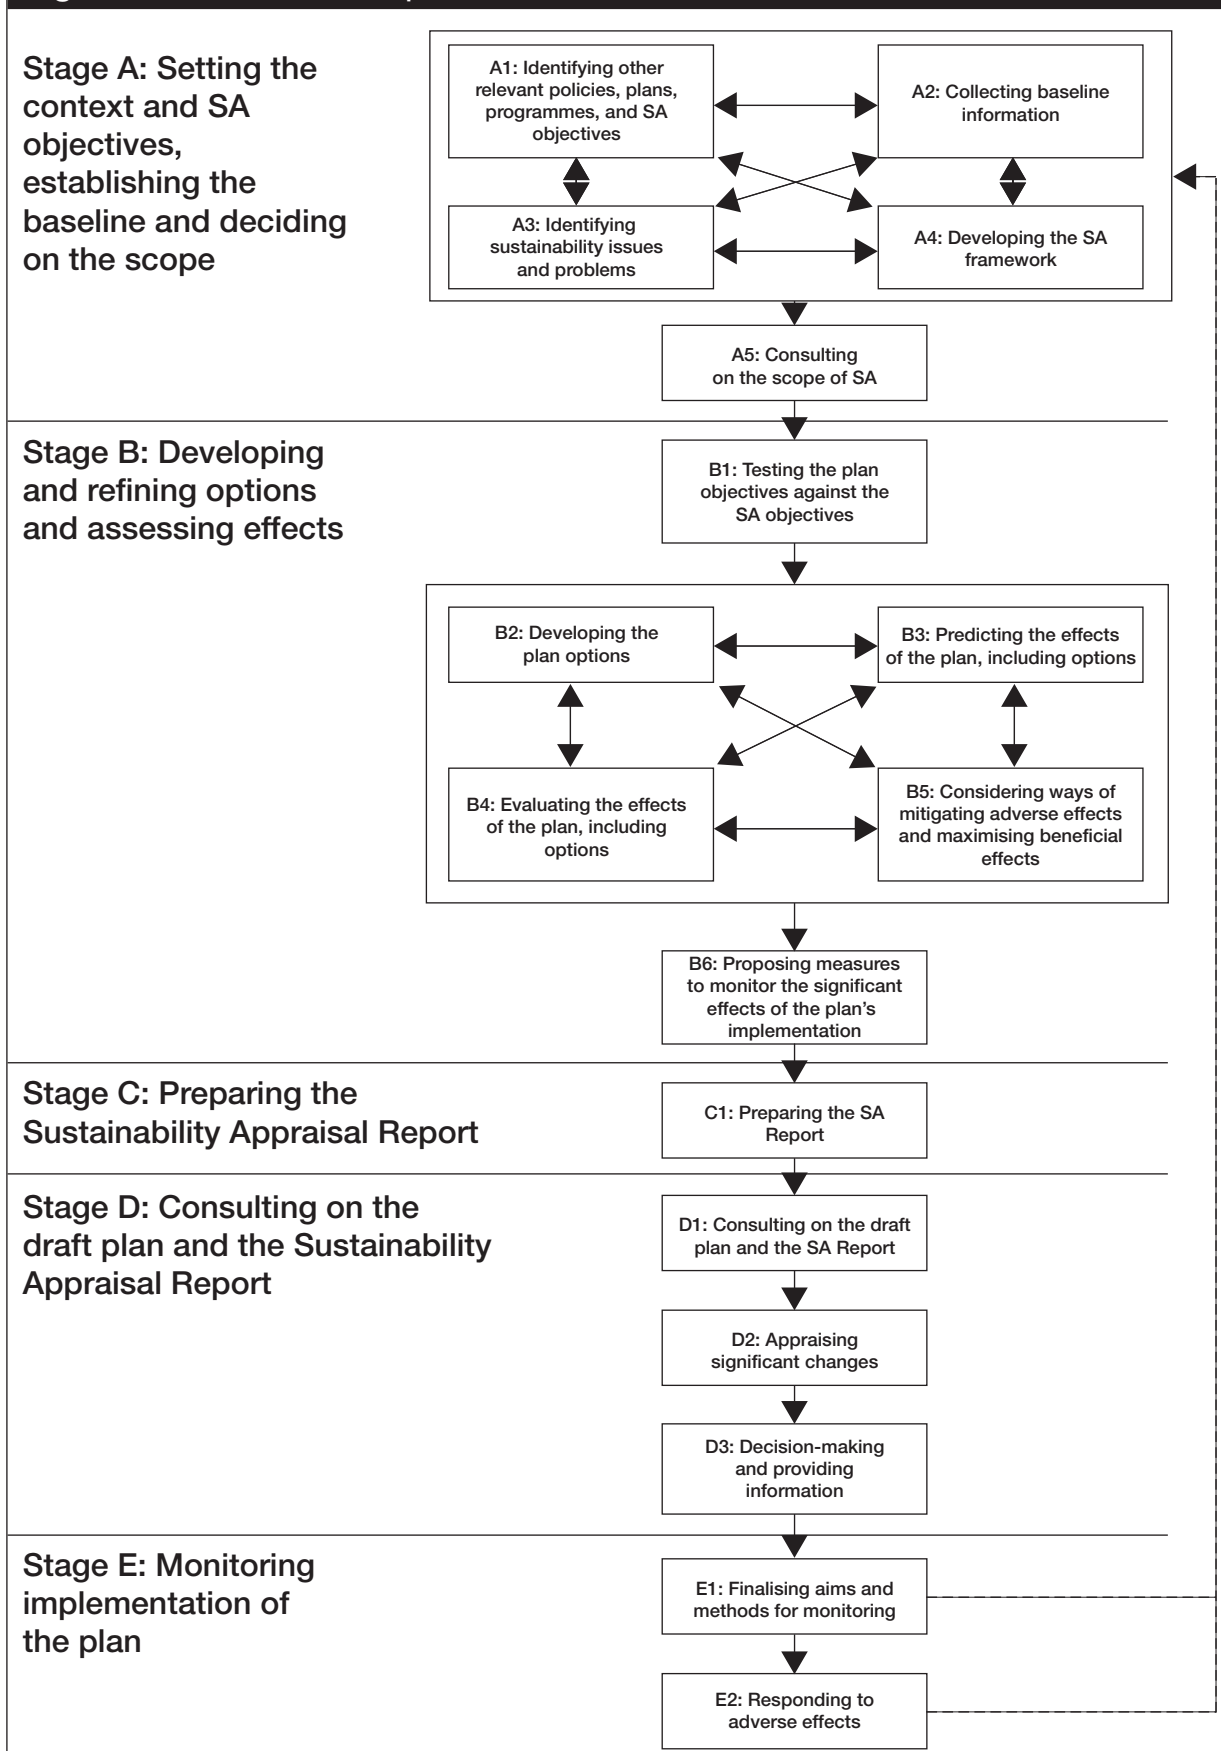 Stage A: Setting the
context and SA
objectives,
establishing the
baseline and deciding
on the scope
A1: Identifying other
relevant policies, plans,
programmes, and SA
objectives
A2: Collecting baseline
information
A3: Identifying
sustainability issues
and problems
A4: Developing the SA
framework
A5: Consulting
on the scope of SA
Stage B: Developing
and refining options
and assessing effects
B1: Testing the plan
objectives against the
SA objectives
B2: Developing the
plan options
B3: Predicting the effects
of the plan, including options
B4: Evaluating the effects
of the plan, including
options
B5: Considering ways of
mitigating adverse effects
and maximising beneficial
effects
B6: Proposing measures
to monitor the significant
effects of the plan’s
implementation
Stage C: Preparing the
Sustainability Appraisal Report
C1: Preparing the SA
Report
Stage D: Consulting on the
draft plan and the Sustainability
Appraisal Report
D1: Consulting on the draft
plan and the SA Report
D2: Appraising
significant changes
D3: Decision-making
and providing
information
Stage E: Monitoring
implementation of
the plan
E1: Finalising aims and
methods for monitoring
E2: Responding to
adverse effects